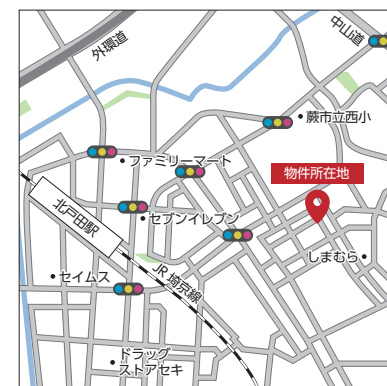 中山道
外環道
蕨市立西小
ファミリーマート
物件所在地
北戸田駅
セブンイレブン
しまむら
JR 埼京線
セイムス
ドラッグ
ストアセキ